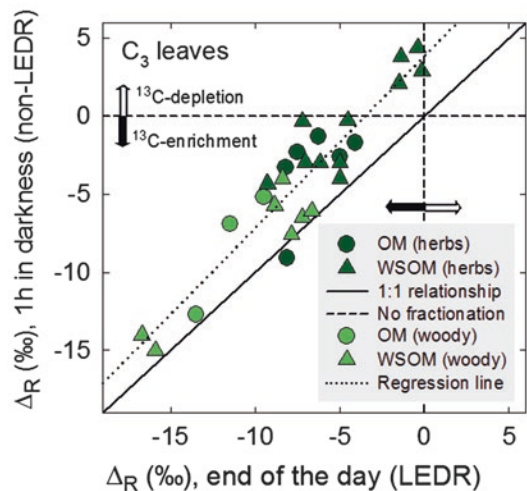 C₃ leaves
¹³C-depletion
¹³C-enrichment
5
0
-5
-10
-15
Δ_R (‰), 1h in darkness (non-LEDR)
OM (herbs)
WSOM (herbs)
1:1 relationship
No fractionation
OM (woody)
WSOM (woody)
Regression line
-15
-10
-5
0
5
Δ_R (‰), end of the day (LEDR)